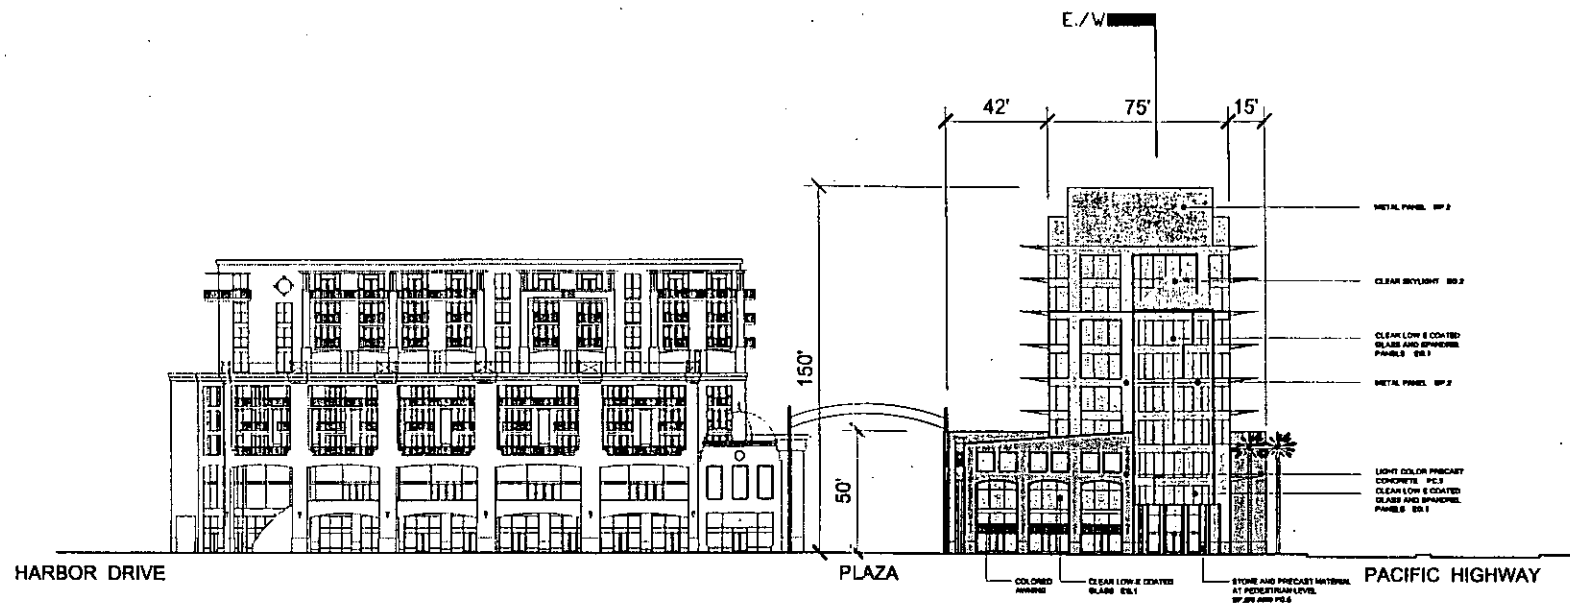 E./W
42' 75' 15'
METAL PANEL
CLEAR SKYLIGHT
CLEAR LOW-E COATED
GLASS AND SPANDREL
PANELS
150'
METAL PANEL
50'
LIGHT COLOR PRECAST
CONCRETE
CLEAR LOW-E COATED
GLASS AND SPANDREL
PANELS
HARBOR DRIVE
PLAZA
COLORED
AWNING
CLEAR LOW-E COATED
GLASS
STONE AND PRECAST MATERIAL
AT PEDESTRIAN LEVEL
PACIFIC HIGHWAY